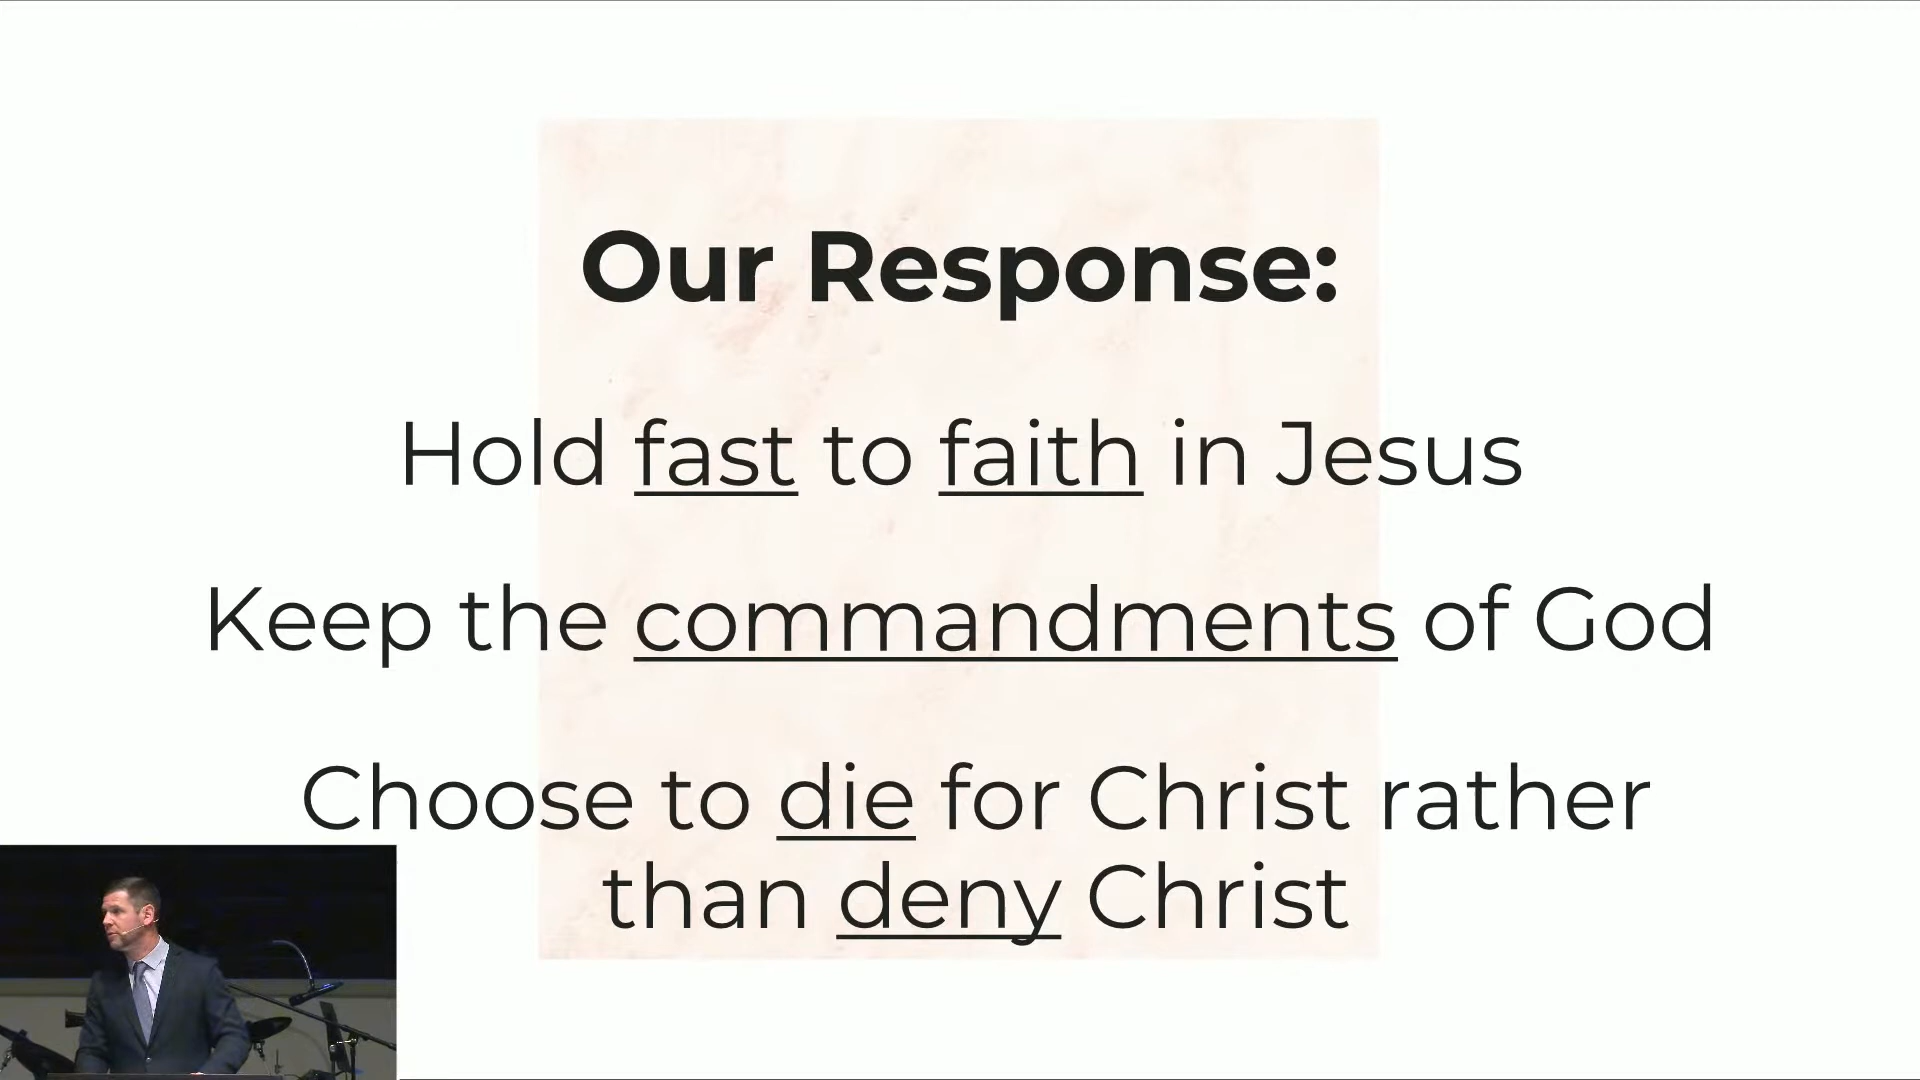 Our Response:
Hold fast to faith in Jesus
Keep the commandments of God
Choose to die for Christ rather
than deny Christ